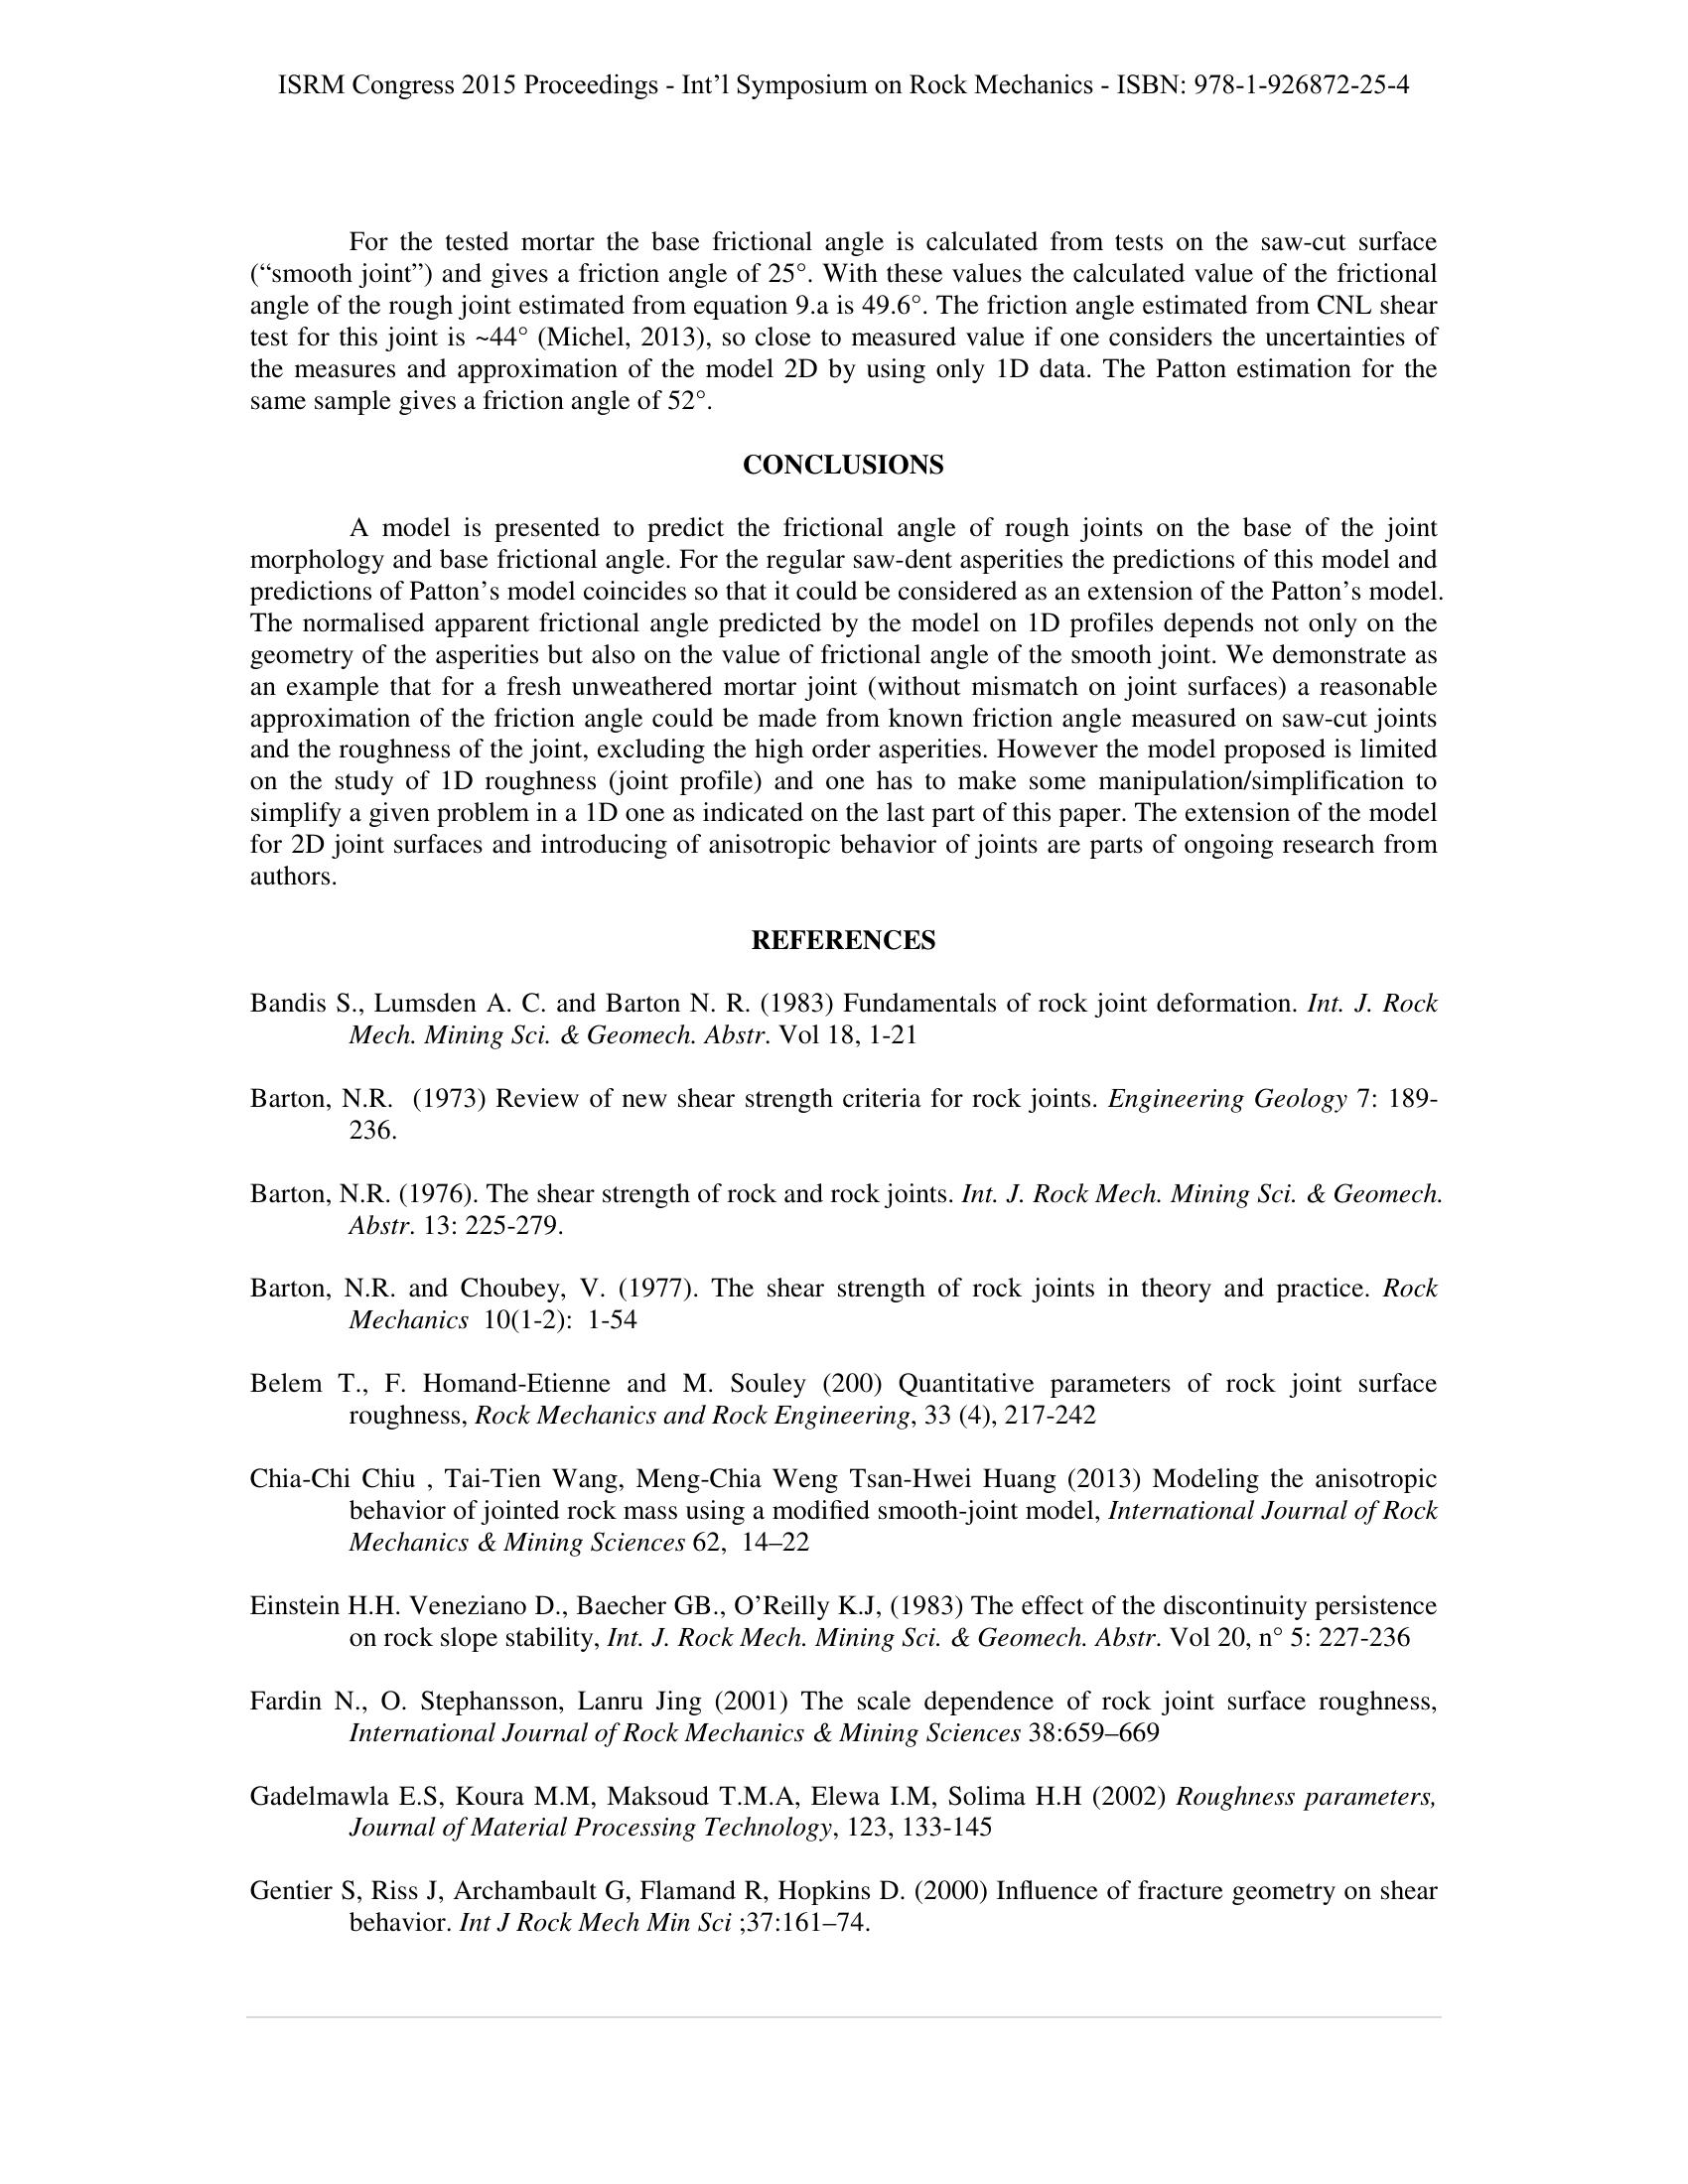 ISRM Congress 2015 Proceedings - Int’l Symposium on Rock Mechanics - ISBN: 978-1-926872-25-4
For the tested mortar the base frictional angle is calculated from tests on the saw-cut surface
(“smooth joint”) and gives a friction angle of 25°. With these values the calculated value of the frictional
angle of the rough joint estimated from equation 9.a is 49.6°. The friction angle estimated from CNL shear
test for this joint is ~44° (Michel, 2013), so close to measured value if one considers the uncertainties of
the measures and approximation of the model 2D by using only 1D data. The Patton estimation for the
same sample gives a friction angle of 52°.
CONCLUSIONS
A model is presented to predict the frictional angle of rough joints on the base of the joint
morphology and base frictional angle. For the regular saw-dent asperities the predictions of this model and
predictions of Patton’s model coincides so that it could be considered as an extension of the Patton’s model.
The normalised apparent frictional angle predicted by the model on 1D profiles depends not only on the
geometry of the asperities but also on the value of frictional angle of the smooth joint. We demonstrate as
an example that for a fresh unweathered mortar joint (without mismatch on joint surfaces) a reasonable
approximation of the friction angle could be made from known friction angle measured on saw-cut joints
and the roughness of the joint, excluding the high order asperities. However the model proposed is limited
on the study of 1D roughness (joint profile) and one has to make some manipulation/simplification to
simplify a given problem in a 1D one as indicated on the last part of this paper. The extension of the model
for 2D joint surfaces and introducing of anisotropic behavior of joints are parts of ongoing research from
authors.
REFERENCES
Bandis S., Lumsden A. C. and Barton N. R. (1983) Fundamentals of rock joint deformation. Int. J. Rock
Mech. Mining Sci. & Geomech. Abstr. Vol 18, 1-21
Barton, N.R. (1973) Review of new shear strength criteria for rock joints. Engineering Geology 7: 189-
236.
Barton, N.R. (1976). The shear strength of rock and rock joints. Int. J. Rock Mech. Mining Sci. & Geomech.
Abstr. 13: 225-279.
Barton, N.R. and Choubey, V. (1977). The shear strength of rock joints in theory and practice. Rock
Mechanics 10(1-2): 1-54
Belem T., F. Homand-Etienne and M. Souley (200) Quantitative parameters of rock joint surface
roughness, Rock Mechanics and Rock Engineering, 33 (4), 217-242
Chia-Chi Chiu , Tai-Tien Wang, Meng-Chia Weng Tsan-Hwei Huang (2013) Modeling the anisotropic
behavior of jointed rock mass using a modified smooth-joint model, International Journal of Rock
Mechanics & Mining Sciences 62, 14–22
Einstein H.H. Veneziano D., Baecher GB., O’Reilly K.J, (1983) The effect of the discontinuity persistence
on rock slope stability, Int. J. Rock Mech. Mining Sci. & Geomech. Abstr. Vol 20, n° 5: 227-236
Fardin N., O. Stephansson, Lanru Jing (2001) The scale dependence of rock joint surface roughness,
International Journal of Rock Mechanics & Mining Sciences 38:659–669
Gadelmawla E.S, Koura M.M, Maksoud T.M.A, Elewa I.M, Solima H.H (2002) Roughness parameters,
Journal of Material Processing Technology, 123, 133-145
Gentier S, Riss J, Archambault G, Flamand R, Hopkins D. (2000) Influence of fracture geometry on shear
behavior. Int J Rock Mech Min Sci ;37:161–74.